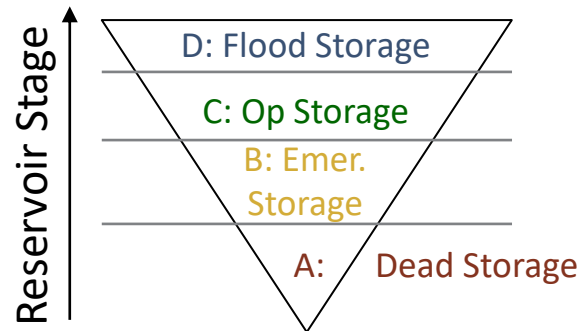 Reservoir Stage
D: Flood Storage
C: Op Storage
B: Emer.
Storage
A: Dead Storage